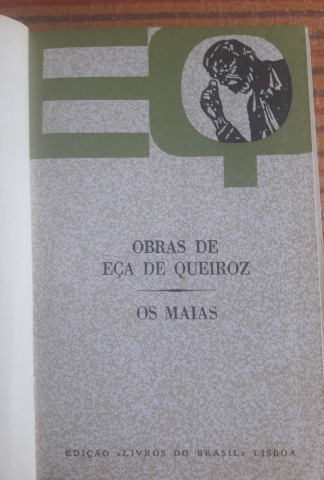 EQ
OBRAS DE
EÇA DE QUEIROZ
OS MAIAS
EDIÇÃO «LIVROS DO BRASIL» LISBOA